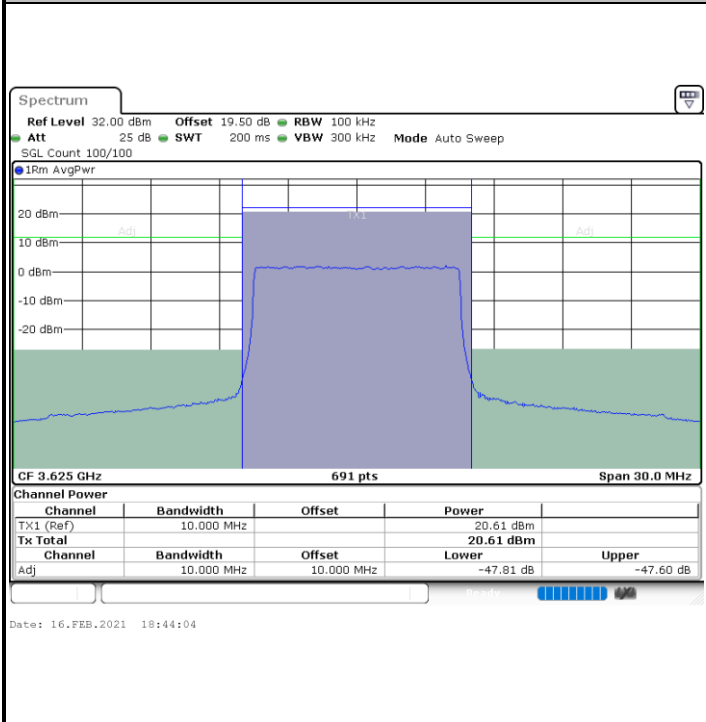 Spectrum
Ref Level 32.00 dBm Offset 19.50 dB RBW 100 kHz
Att 25 dB SWT 200 ms VBW 300 kHz Mode Auto Sweep
SGL Count 100/100
1Rm AvgPwr
20 dBm
TX1
Adj Adj
10 dBm
0 dBm
-10 dBm
-20 dBm
CF 3.625 GHz 691 pts Span 30.0 MHz
Channel Power
Channel Bandwidth Offset Power
TX1 (Ref) 10.000 MHz 20.61 dBm
Tx Total 20.61 dBm
Channel Bandwidth Offset Lower Upper
Adj 10.000 MHz 10.000 MHz -47.81 dB -47.60 dB
Ready
Date: 16.FEB.2021 18:44:04